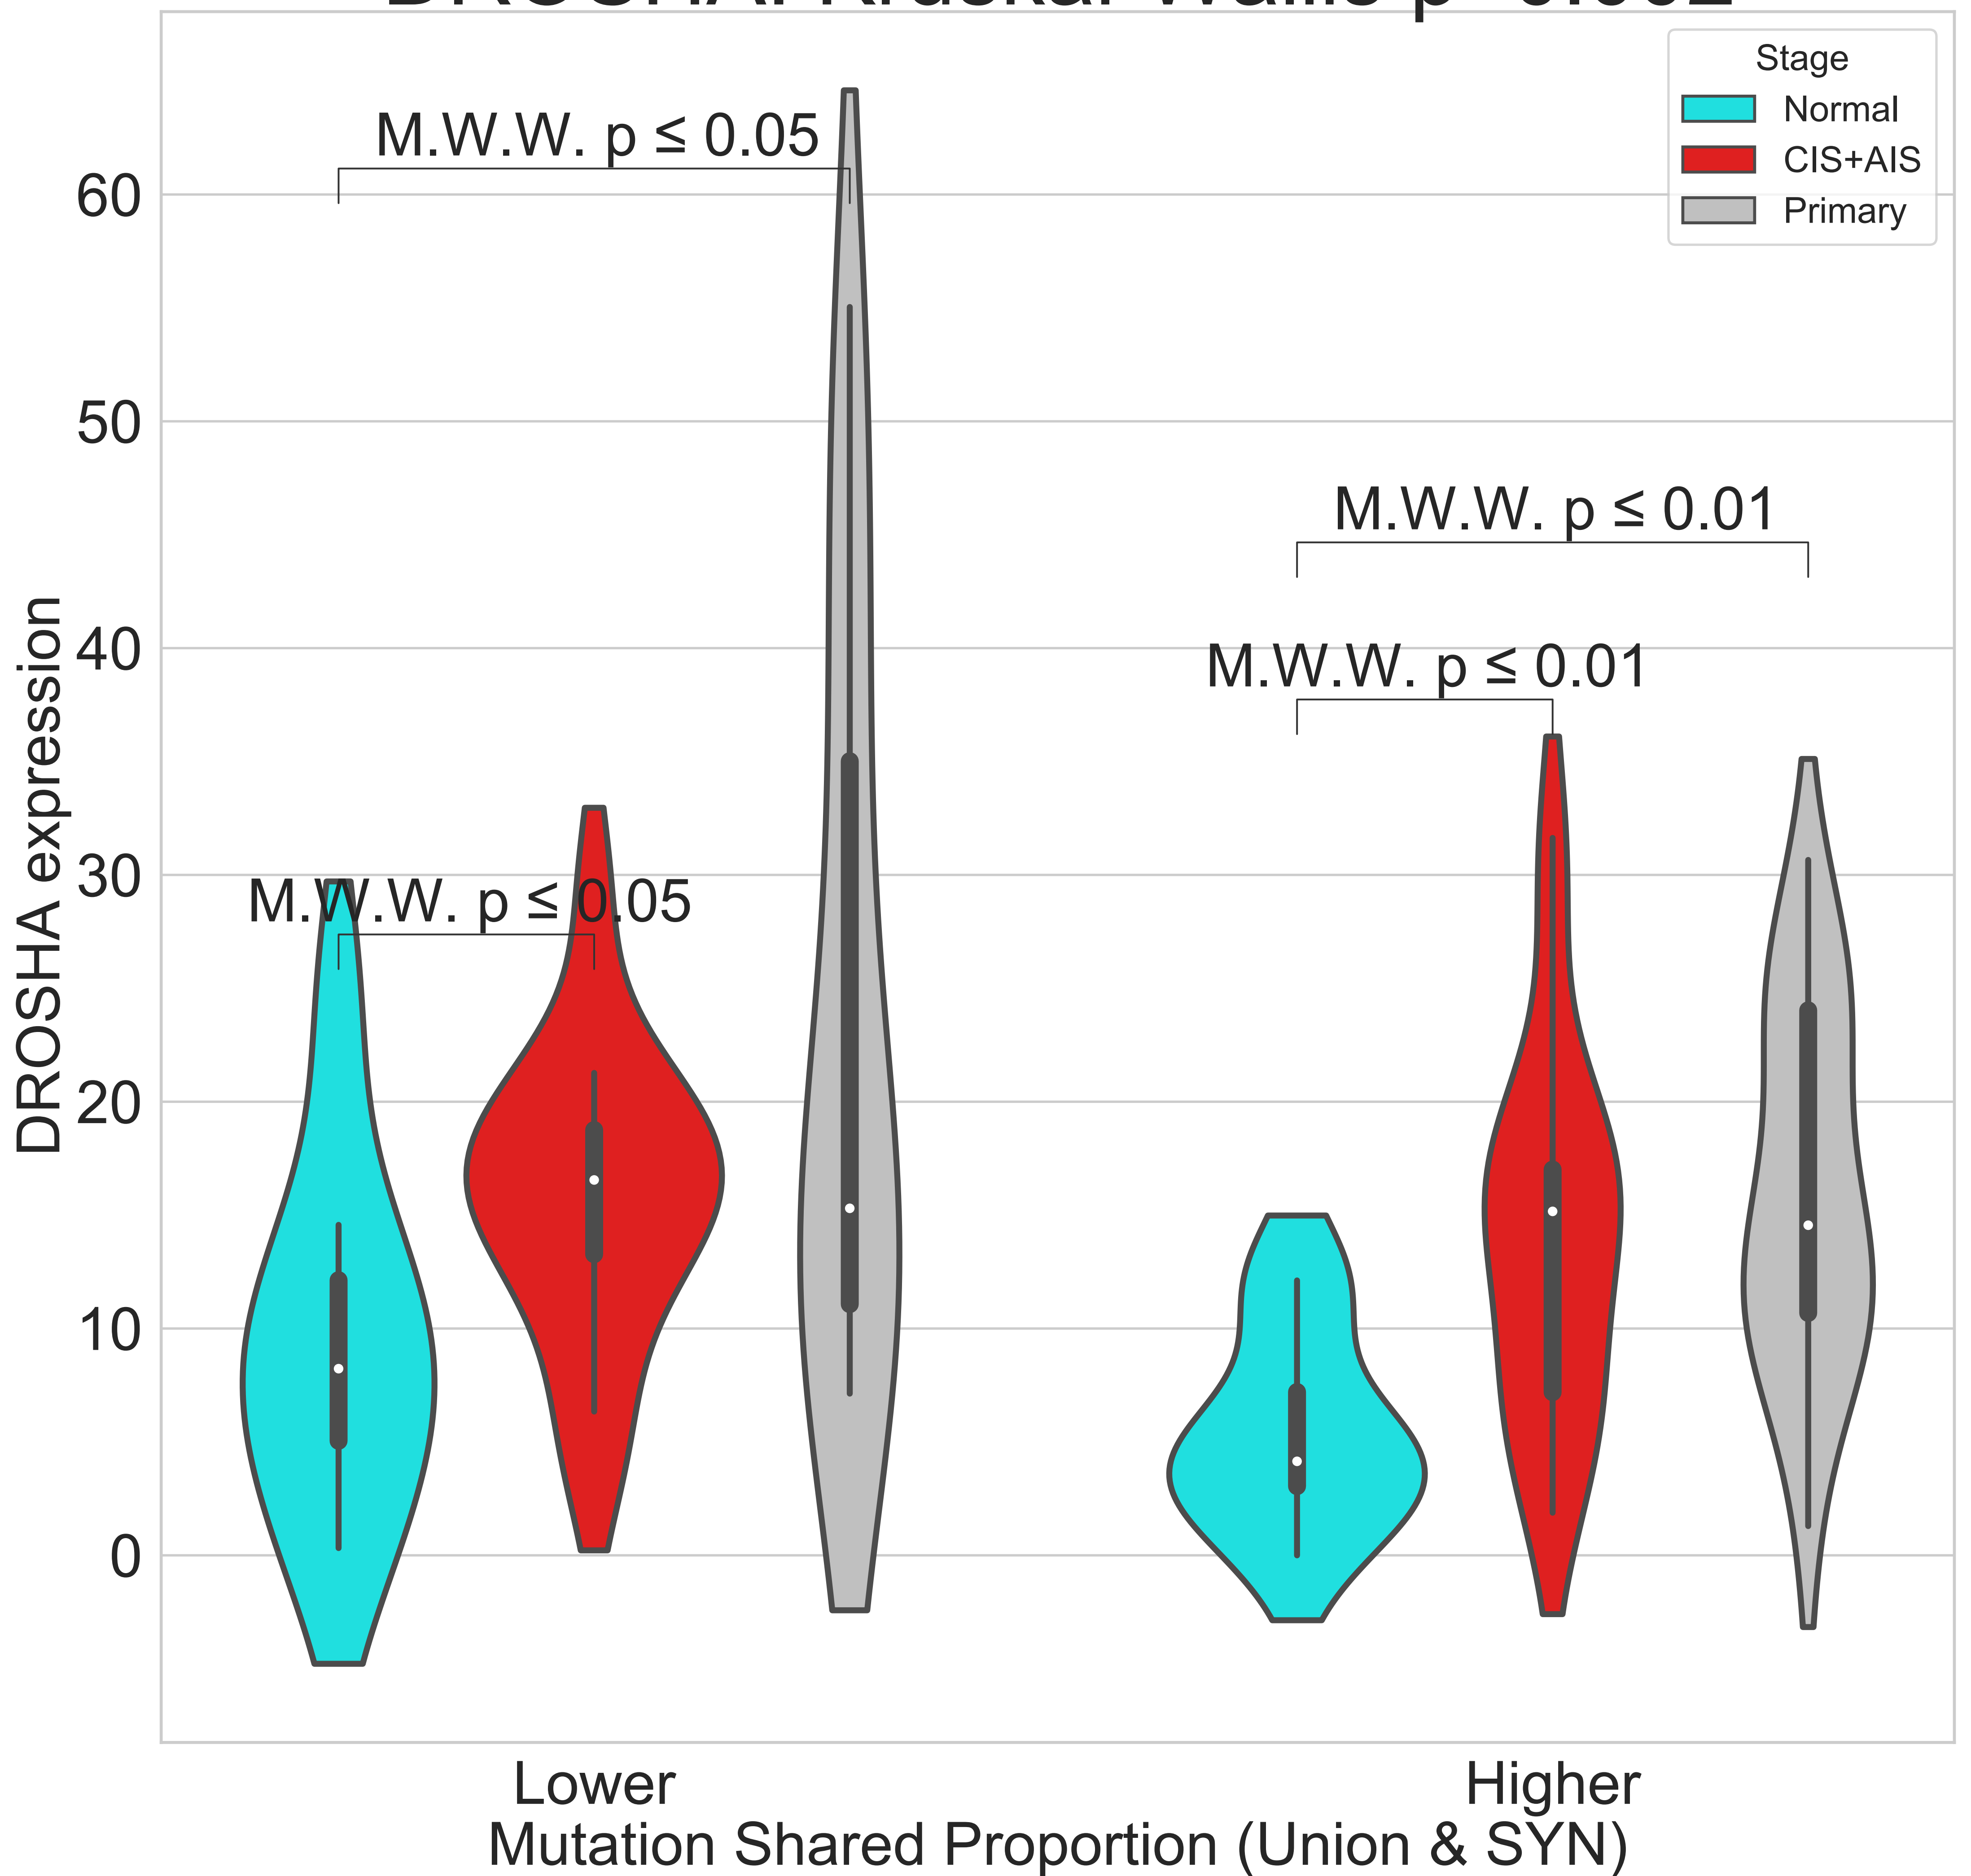 Stage
Normal
CIS+AIS
Primary
M.W.W. p ≤ 0.05
M.W.W. p ≤ 0.01
M.W.W. p ≤ 0.01
M.W.W. p ≤ 0.05
60
50
40
30
20
10
0
DROSHA expression
Lower
Higher
Mutation Shared Proportion (Union & SYN)